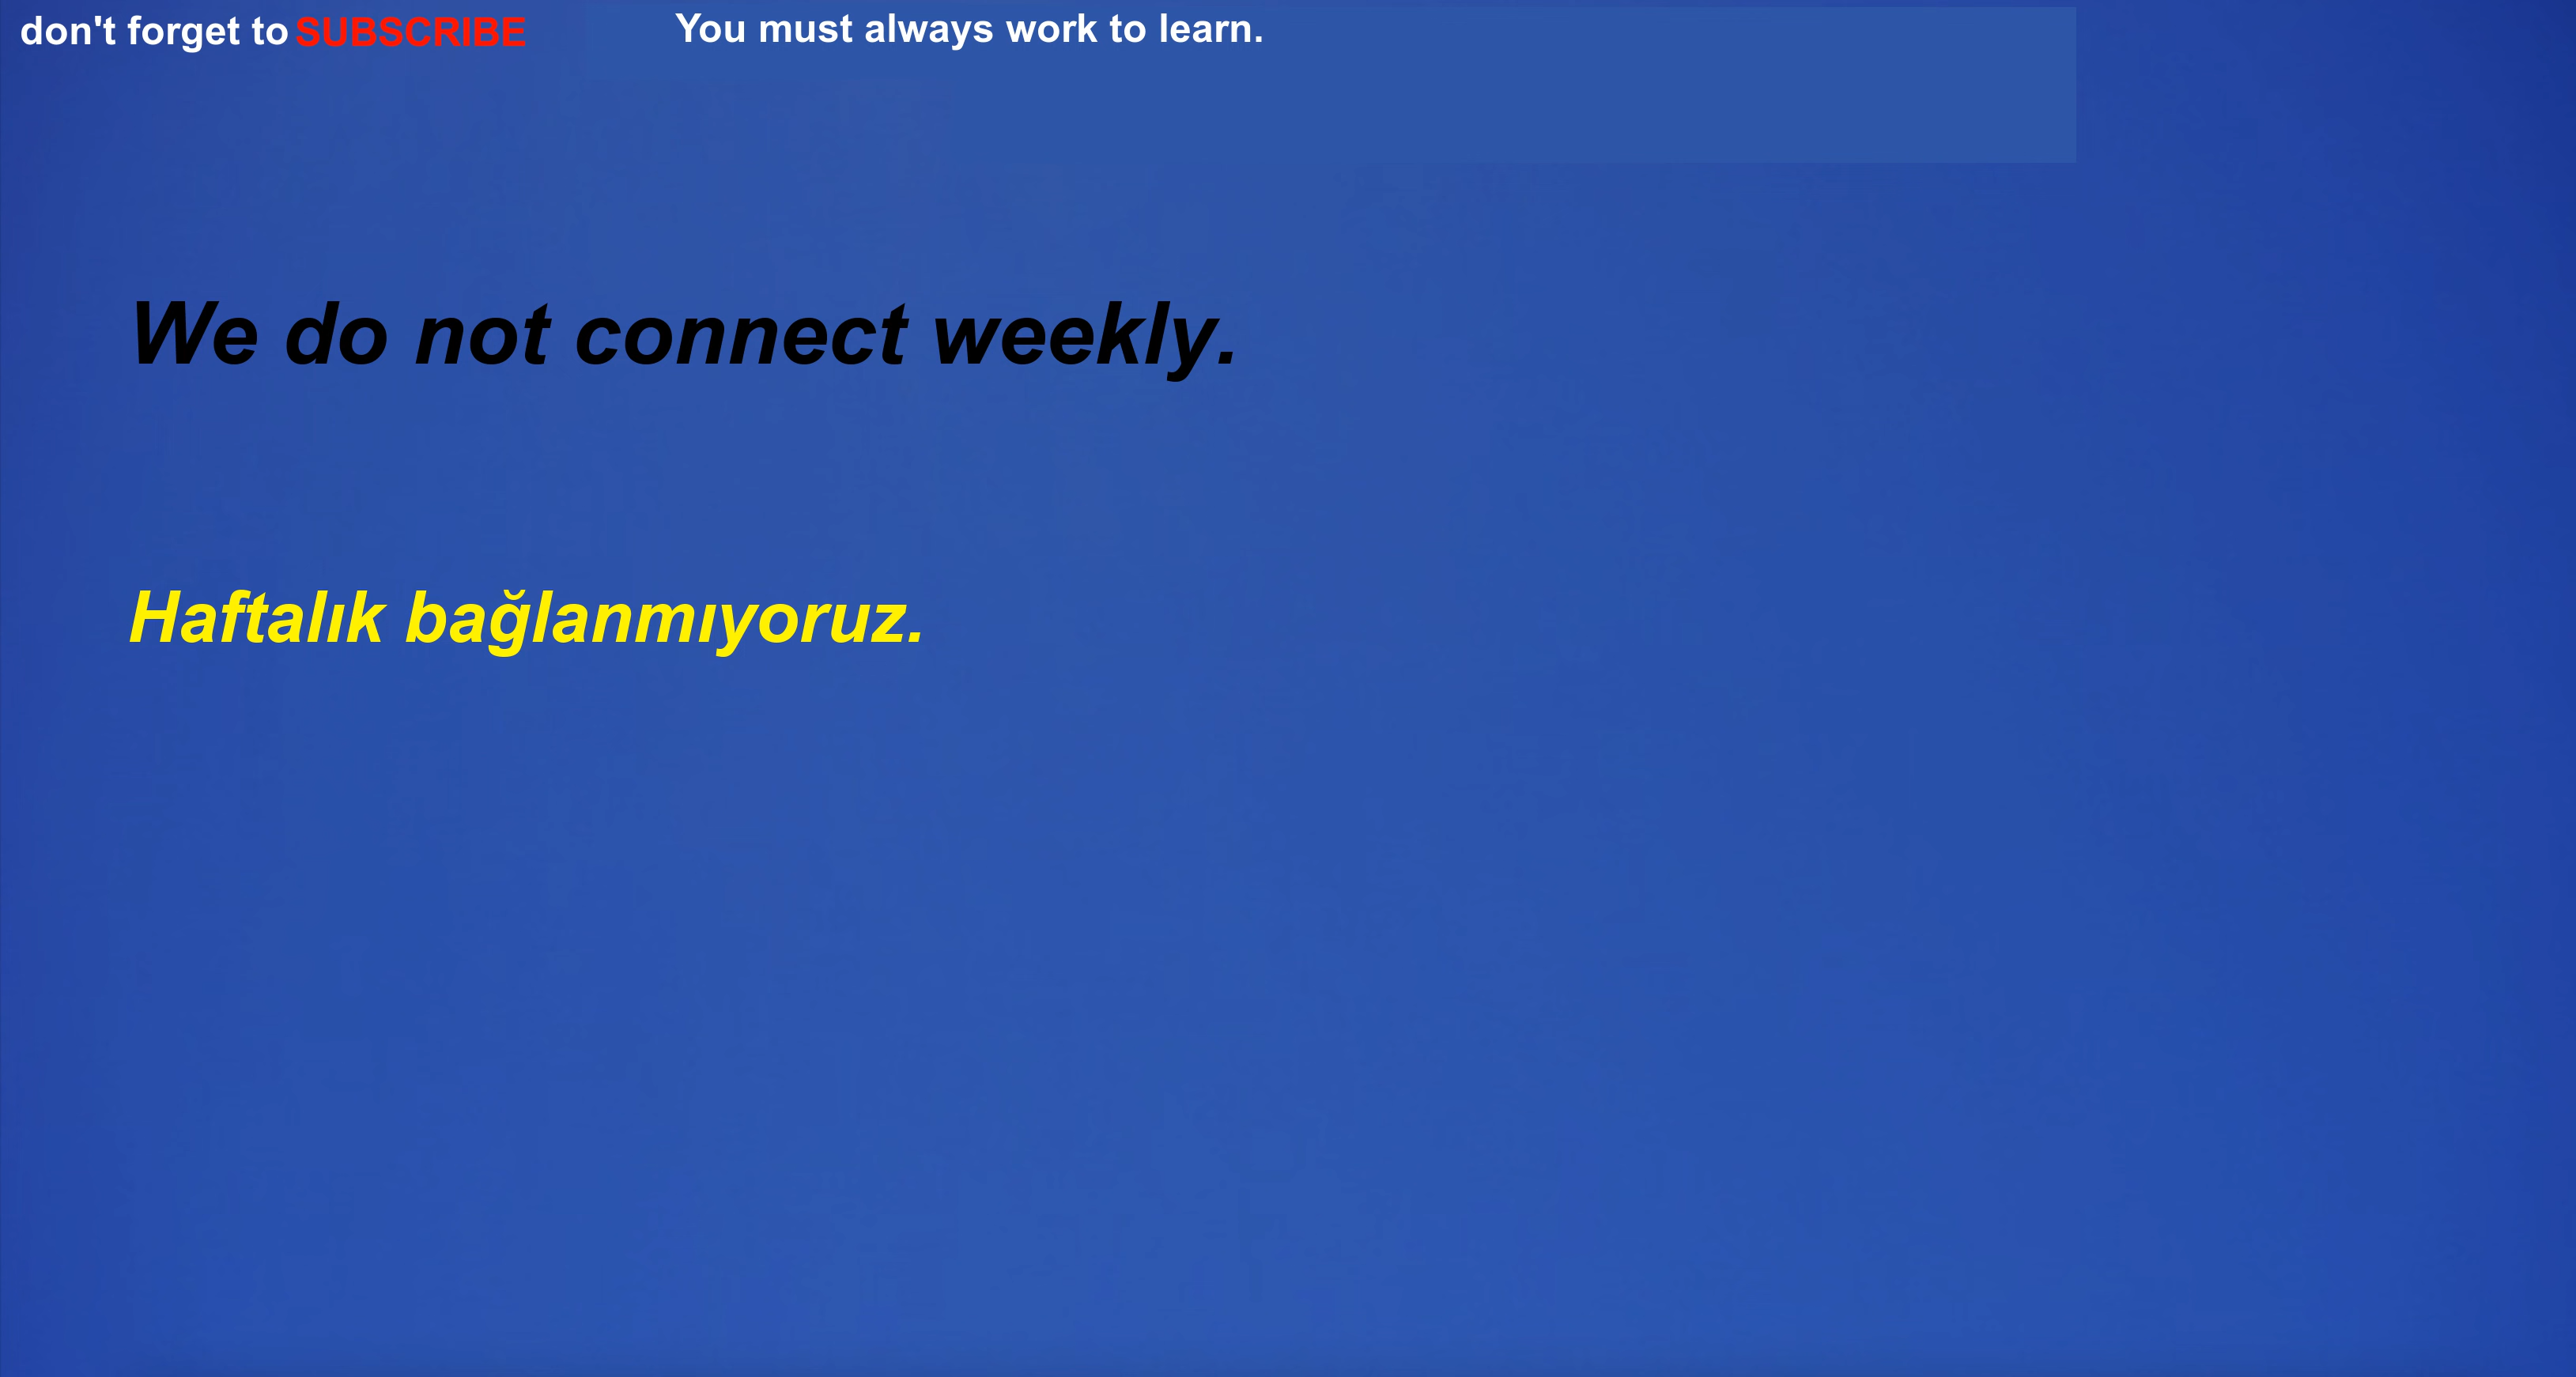 don't forget to SUBSCRIBE You must always work to learn.
We do not connect weekly.
Haftalık bağlanmıyoruz.